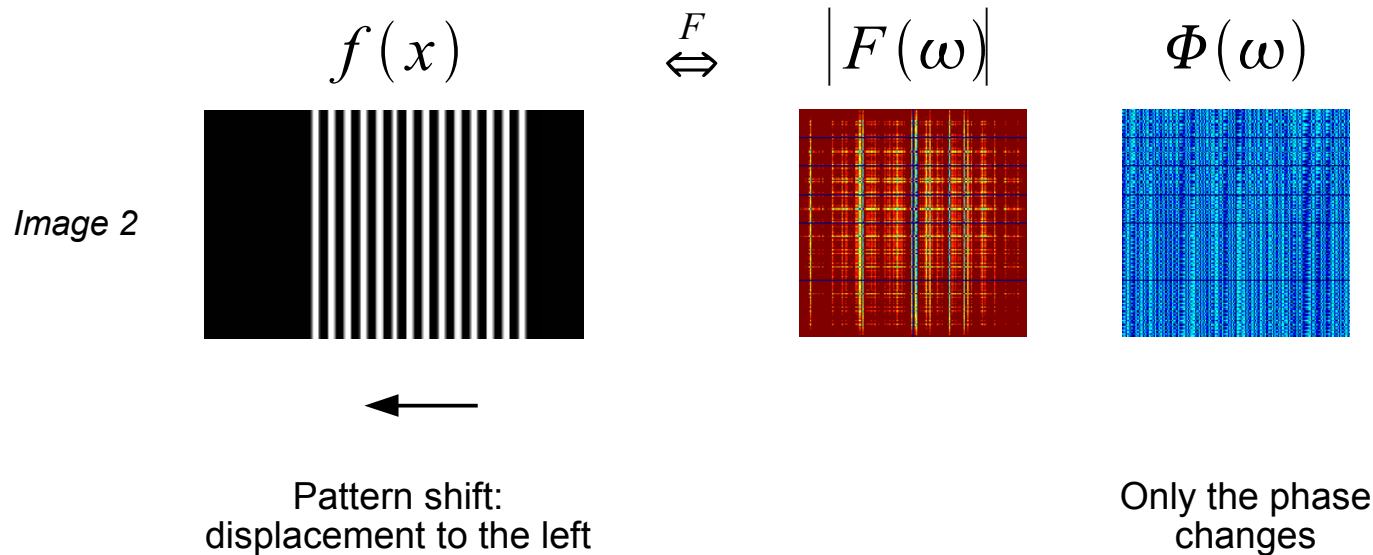 f(x) F ⇔ |F(ω)| Φ(ω)
Image 2
Pattern shift:
displacement to the left
Only the phase
changes